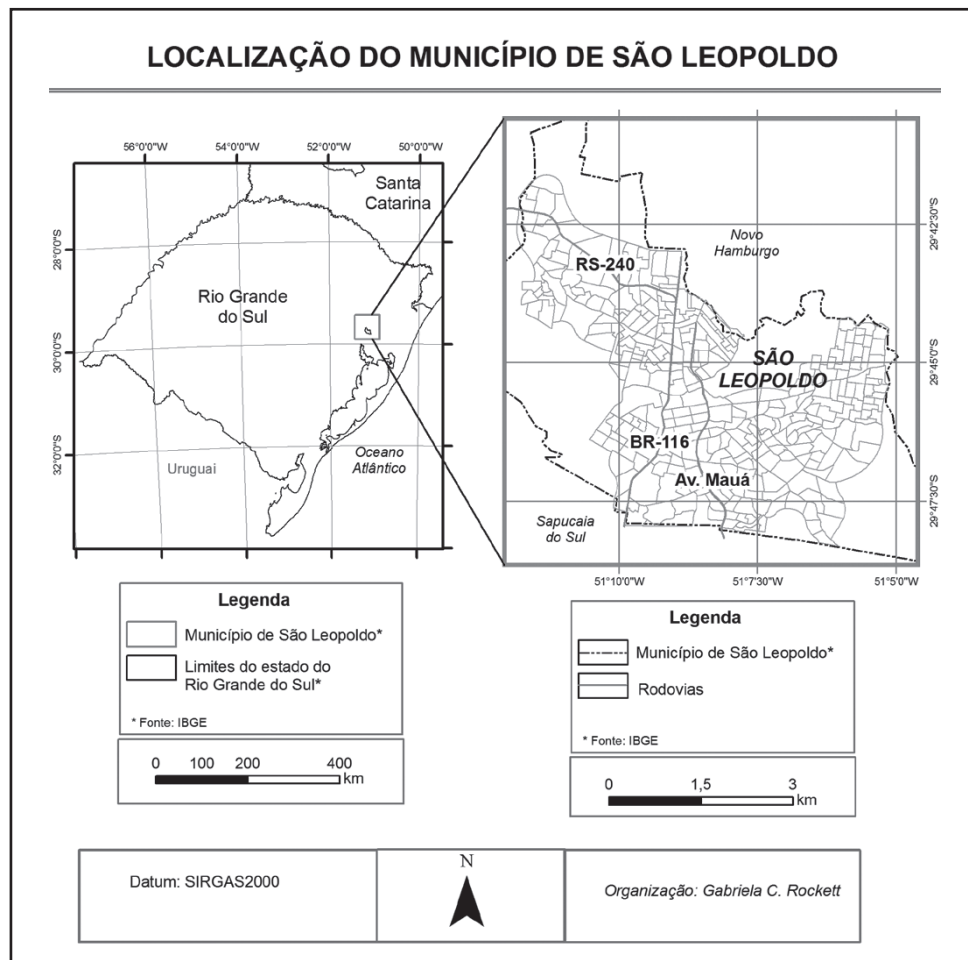 LOCALIZAÇÃO DO MUNICÍPIO DE SÃO LEOPOLDO
56°0'0"W
54°0'0"W
52°0'0"W
50°0'0"W
28°0'0"S
30°0'0"S
32°0'0"S
Santa
Catarina
Rio Grande
do Sul
Uruguai
Oceano
Atlântico
Novo
Hamburgo
RS-240
SÃO
LEOPOLDO
BR-116
Av. Mauá
Sapucaia
do Sul
29°42'30"S
29°45'0"S
29°47'30"S
51°10'0"W
51°7'30"W
51°5'0"W
Legenda
Município de São Leopoldo*
Limites do estado do
Rio Grande do Sul*
* Fonte: IBGE
0 100 200 400
km
Legenda
Município de São Leopoldo*
Rodovias
* Fonte: IBGE
0 1,5 3
km
Datum: SIRGAS2000
N
Organização: Gabriela C. Rockett